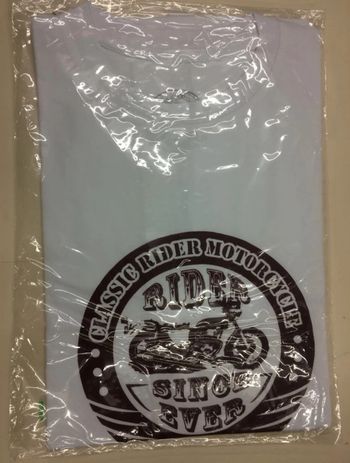 CLASSIC RIDER MOTORCYCLE
RIDER
SINCE
EVER